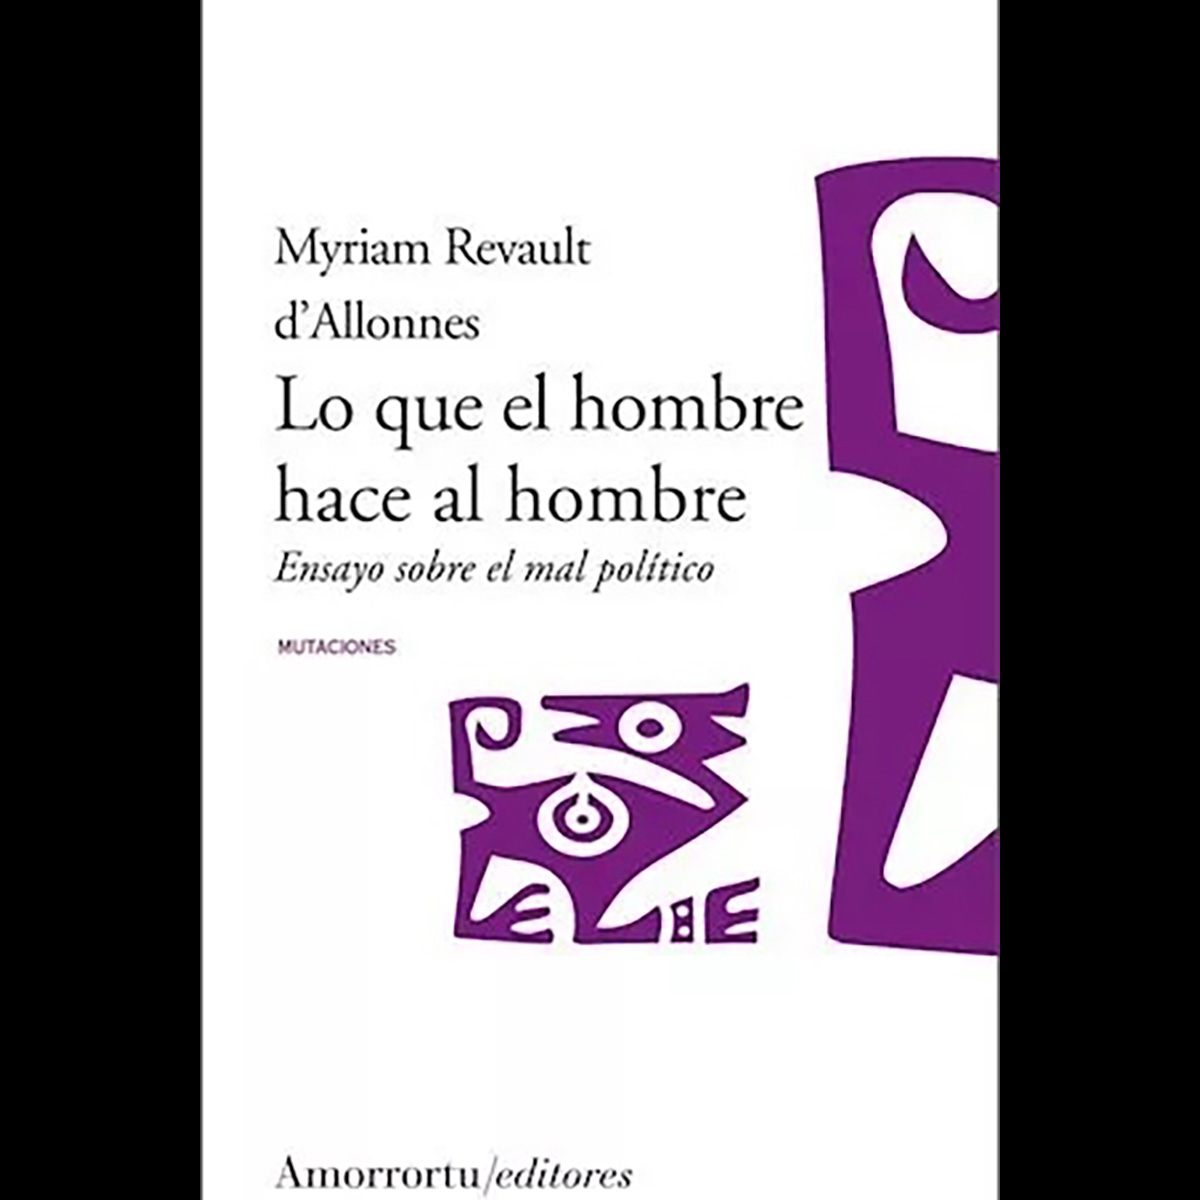 Myriam Revault
d’Allonnes
Lo que el hombre
hace al hombre
Ensayo sobre el mal político
MUTACIONES
Amorrortu/editores